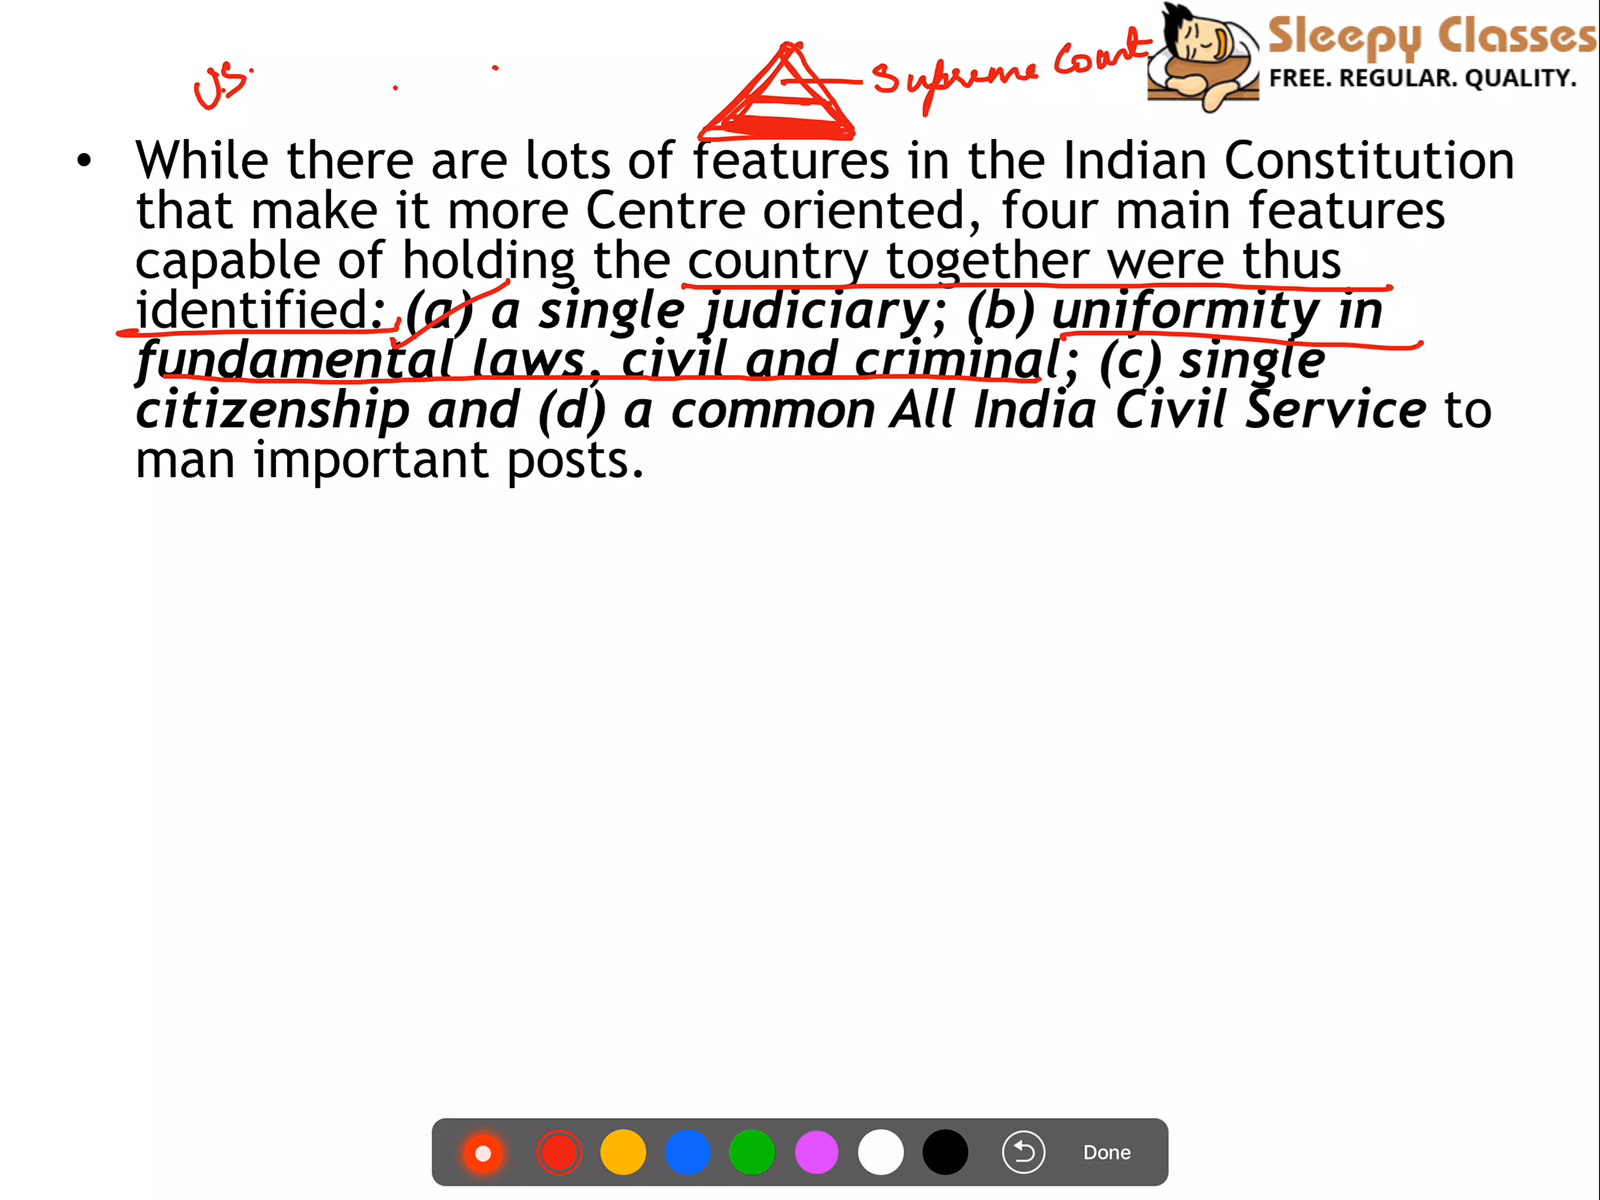 U.S.
Supreme Court
Sleepy Classes
FREE. REGULAR. QUALITY.
• While there are lots of features in the Indian Constitution
that make it more Centre oriented, four main features
capable of holding the country together were thus
identified: (a) a single judiciary; (b) uniformity in
fundamental laws, civil and criminal; (c) single
citizenship and (d) a common All India Civil Service to
man important posts.
Done